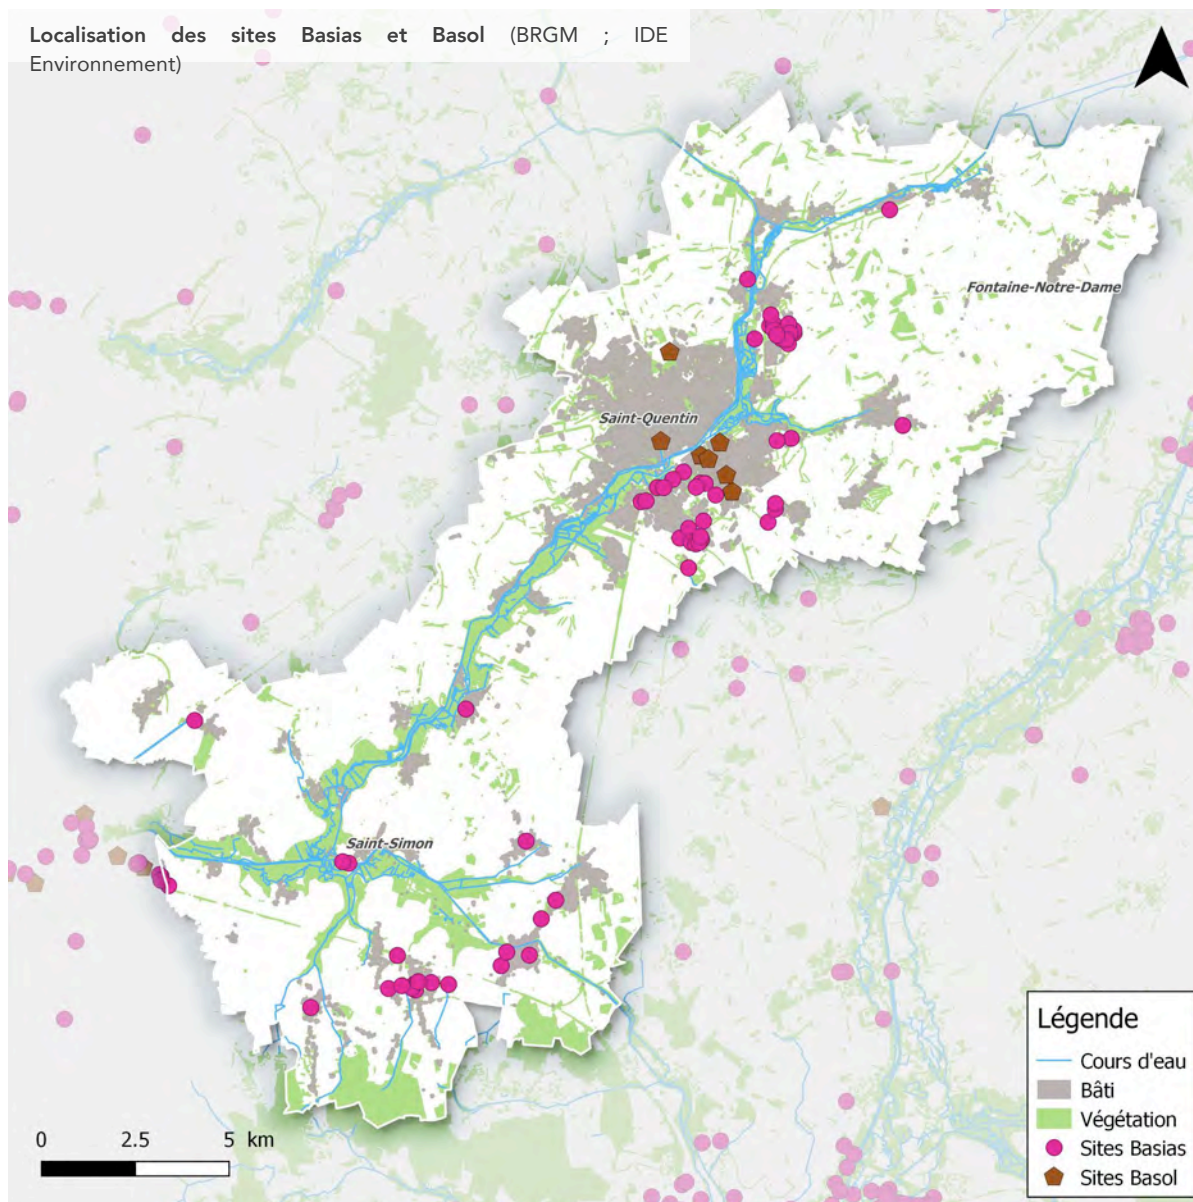 Localisation des sites Basias et Basol (BRGM ; IDE
Environnement)
Fontaine-Notre-Dame
Saint-Quentin
Saint-Simon
Légende
Cours d'eau
Bâti
Végétation
Sites Basias
Sites Basol
0 2.5 5 km